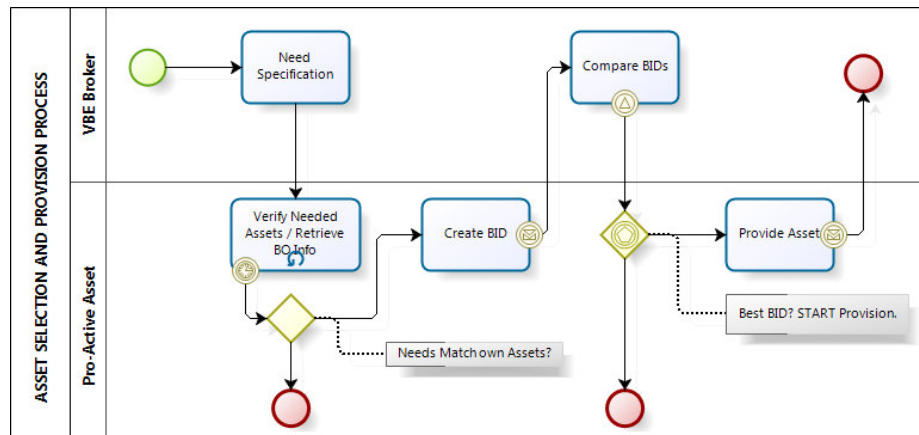 ASSET SELECTION AND PROVISION PROCESS
VBE Broker
Need
Specification
Compare BIDs
Pro-Active Asset
Verify Needed
Assets / Retrieve
BO Info
Create BID
Provide Asset
Best BID? START Provision.
Needs Match own Assets?